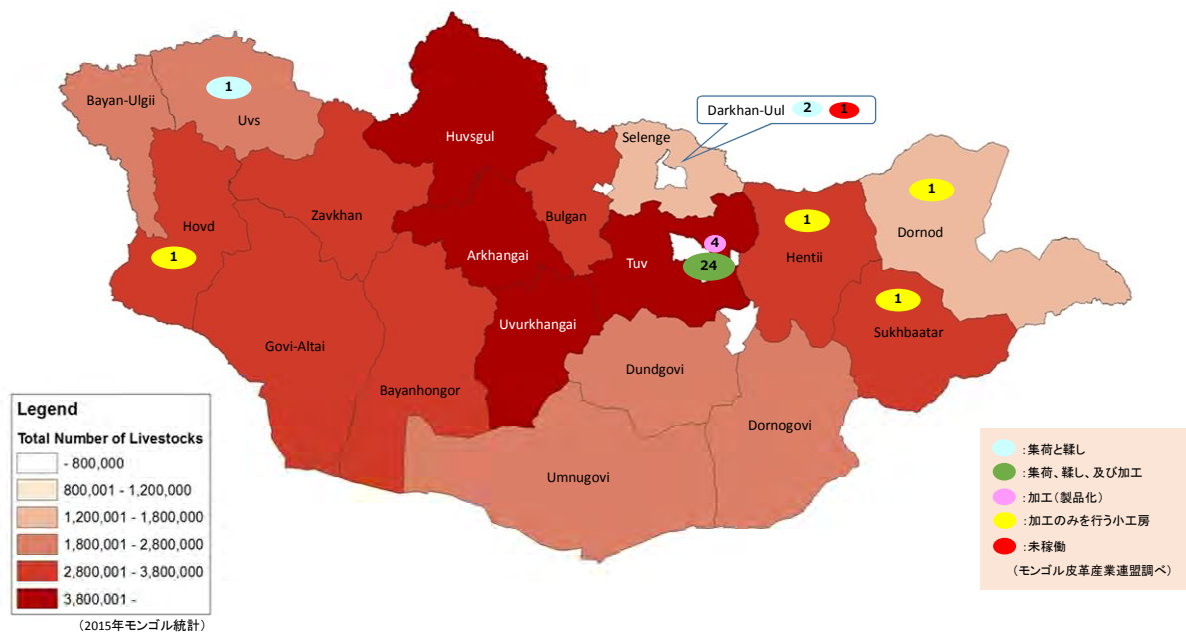 Bayan-Ulgii
1
Uvs
Huvsgul
Darkhan-Uul 2 1
Selenge
Hovd
1
Zavkhan
Arkhangai
Bulgan
Tuv
4
24
1
Hentii
1
Dornod
1
Sukhbaatar
Govi-Altai
Bayanhongor
Uvurkhangai
Dundgovi
Dornogovi
Umnugovi
Legend
Total Number of Livestocks
- 800,000
800,001 - 1,200,000
1,200,001 - 1,800,000
1,800,001 - 2,800,000
2,800,001 - 3,800,000
3,800,001 -
(2015年モンゴル統計)
:集荷と鞣し
:集荷、鞣し、及び加工
:加工(製品化)
:加工のみを行う小工房
:未稼働
(モンゴル皮革産業連盟調べ)